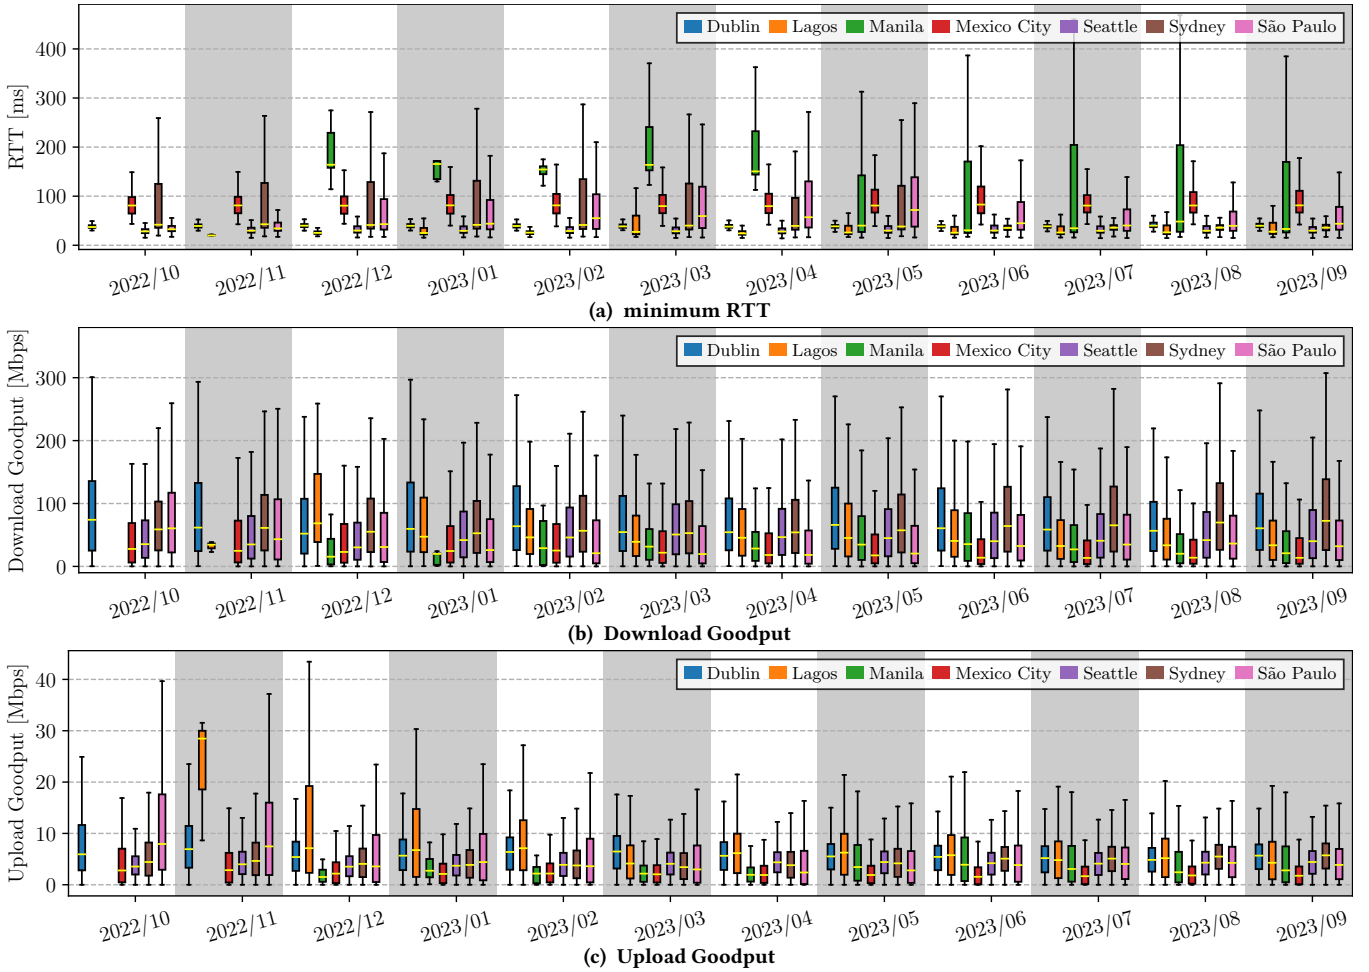 RTT [ms]
400
300
200
100
0
Dublin Lagos Manila Mexico City Seattle Sydney São Paulo
2022/10 2022/11 2022/12 2023/01 2023/02 2023/03 2023/04 2023/05 2023/06 2023/07 2023/08 2023/09
(a) minimum RTT
Download Goodput [Mbps]
300
200
100
0
Dublin Lagos Manila Mexico City Seattle Sydney São Paulo
2022/10 2022/11 2022/12 2023/01 2023/02 2023/03 2023/04 2023/05 2023/06 2023/07 2023/08 2023/09
(b) Download Goodput
Upload Goodput [Mbps]
40
30
20
10
0
Dublin Lagos Manila Mexico City Seattle Sydney São Paulo
2022/10 2022/11 2022/12 2023/01 2023/02 2023/03 2023/04 2023/05 2023/06 2023/07 2023/08 2023/09
(c) Upload Goodput